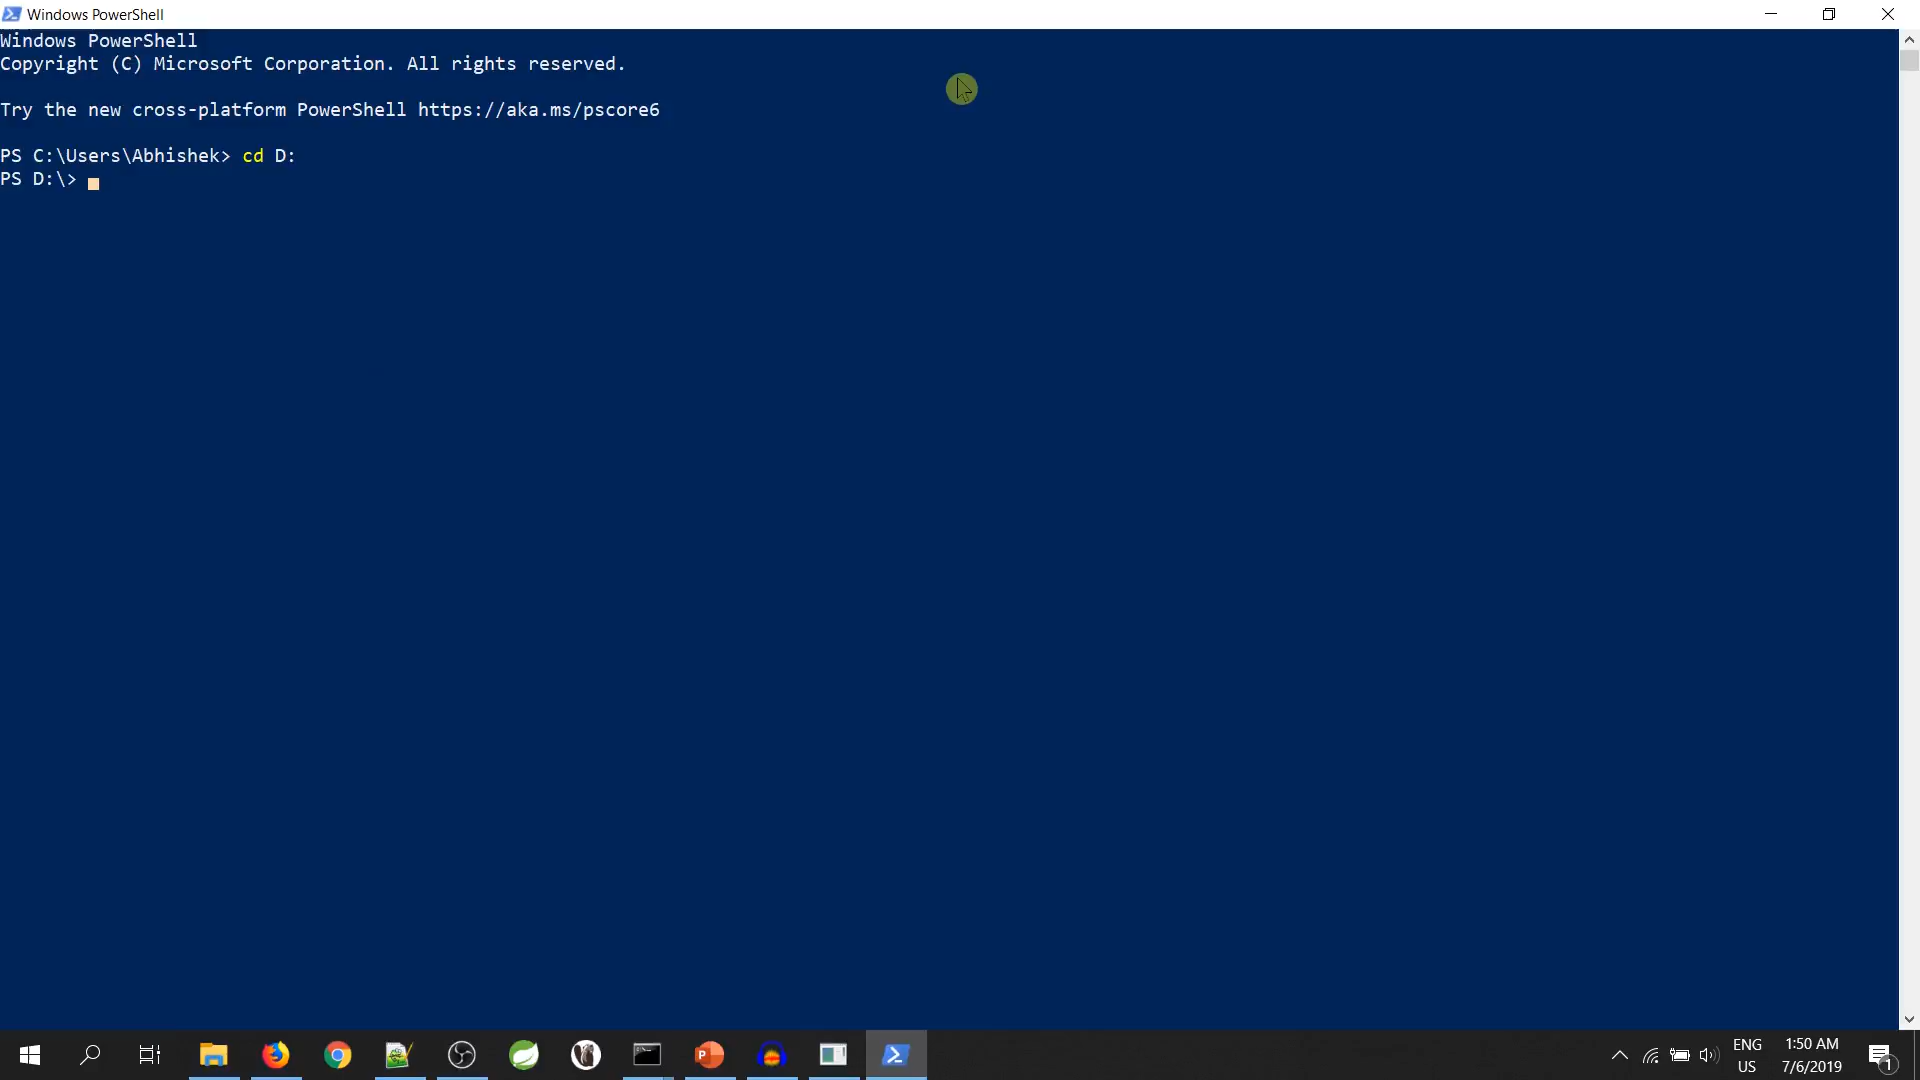 Windows PowerShell
Windows PowerShell
Copyright (C) Microsoft Corporation. All rights reserved.
Try the new cross-platform PowerShell https://aka.ms/pscore6
PS C:\Users\Abhishek> cd D:
PS D:\>
ENG
US
1:50 AM
7/6/2019
1